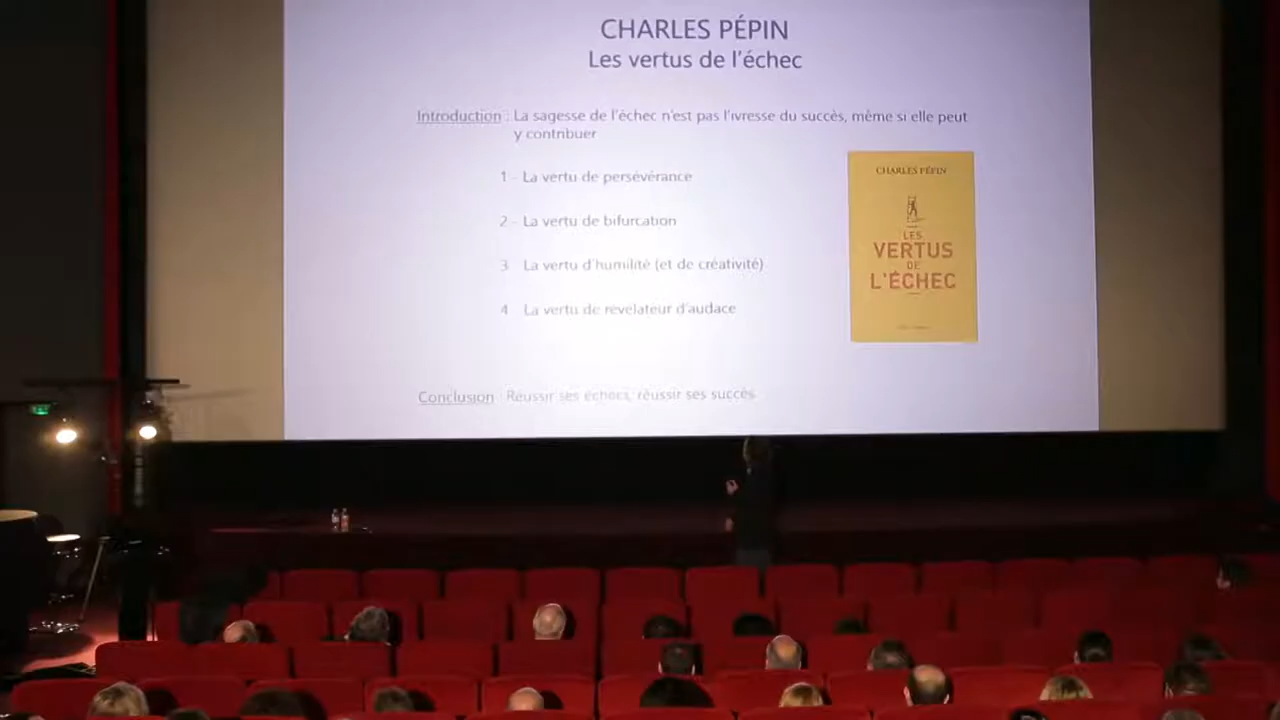 CHARLES PÉPIN
Les vertus de l'échec
Introduction : La sagesse de l'échec n'est pas l'ivresse du succès, même si elle peut
y contribuer
1 - La vertu de persévérance
2 - La vertu de bifurcation
3 La vertu d'humilité (et de créativité)
4 La vertu de révélateur d'audace
Conclusion : Réussir ses échecs, réussir ses succès
CHARLES PÉPIN
LES
VERTUS
DE
L'ÉCHEC